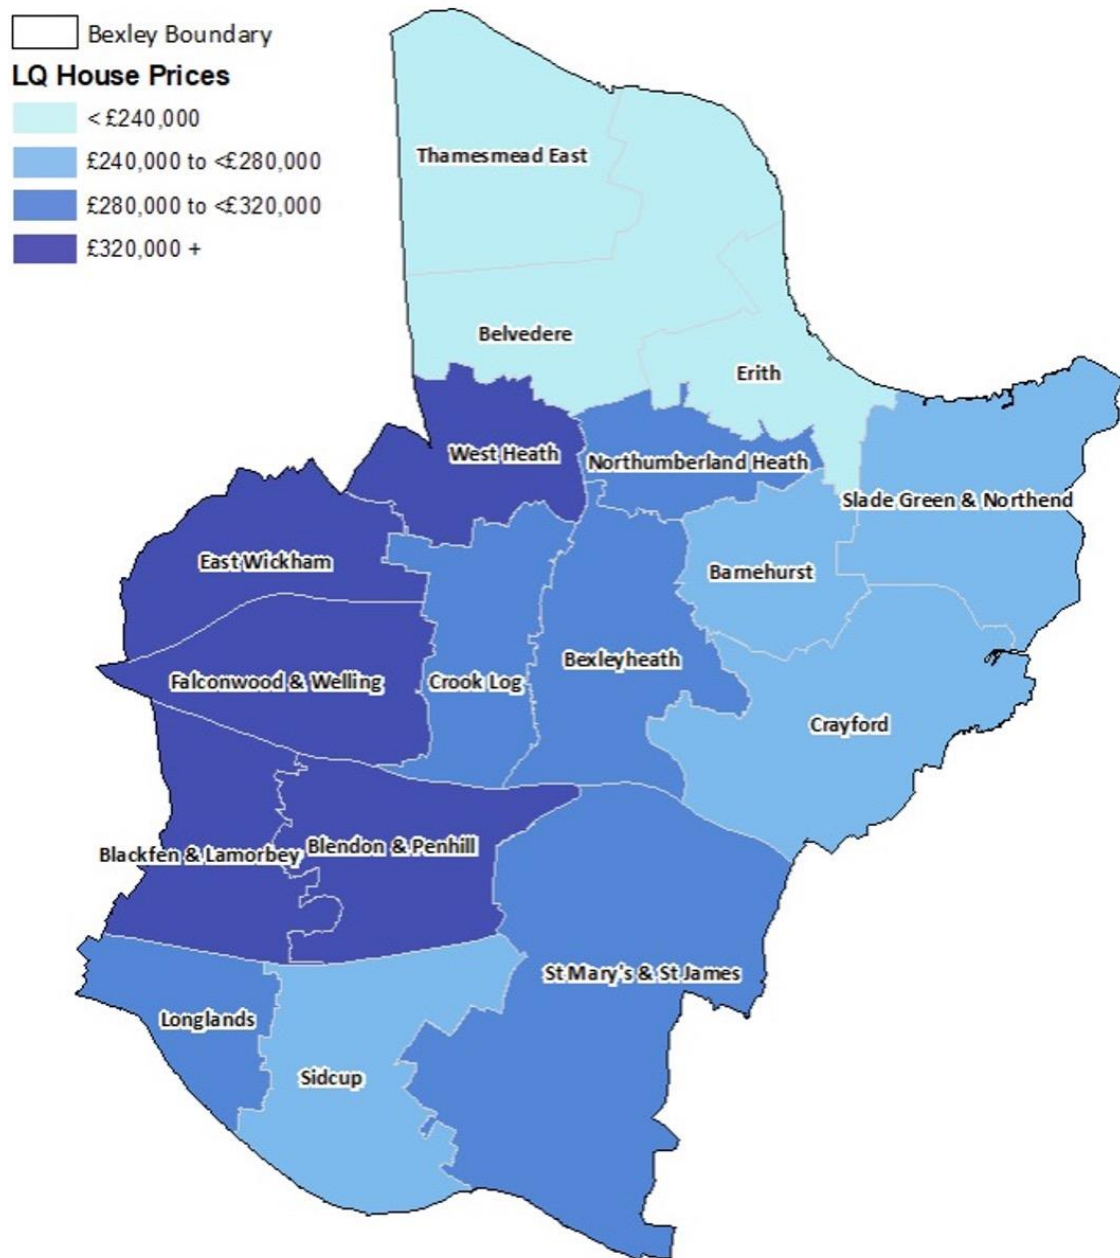 Bexley Boundary
LQ House Prices
< £240,000
£240,000 to <£280,000
£280,000 to <£320,000
£320,000 +
Thamesmead East
Belvedere
Erith
West Heath
Northumberland Heath
Slade Green & Northend
East Wickham
Barnehurst
Bexleyheath
Falconwood & Welling
Crook Log
Crayford
Blackfen & Lamorbey
Blendon & Penhill
St Mary's & St James
Longlands
Sidcup